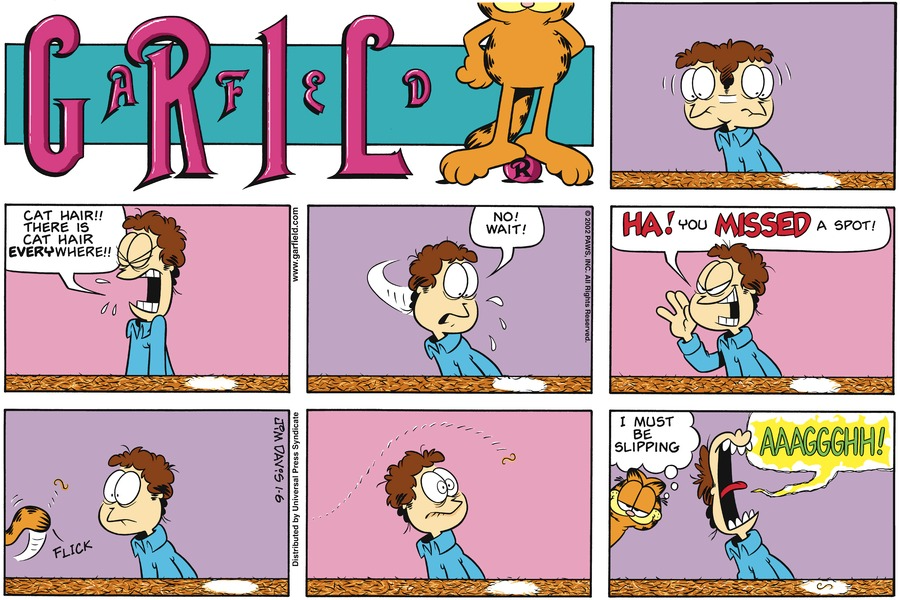 GARFIELD
R
CAT HAIR!!
THERE IS
CAT HAIR
EVERYWHERE!!
www.garfield.com
NO!
WAIT!
© 2002 PAWS, INC. All Rights Reserved.
HA! YOU MISSED A SPOT!
FLICK
JIM DAVIS 1-6
Distributed by Universal Press Syndicate
I MUST
BE
SLIPPING
AAAGGGHH!